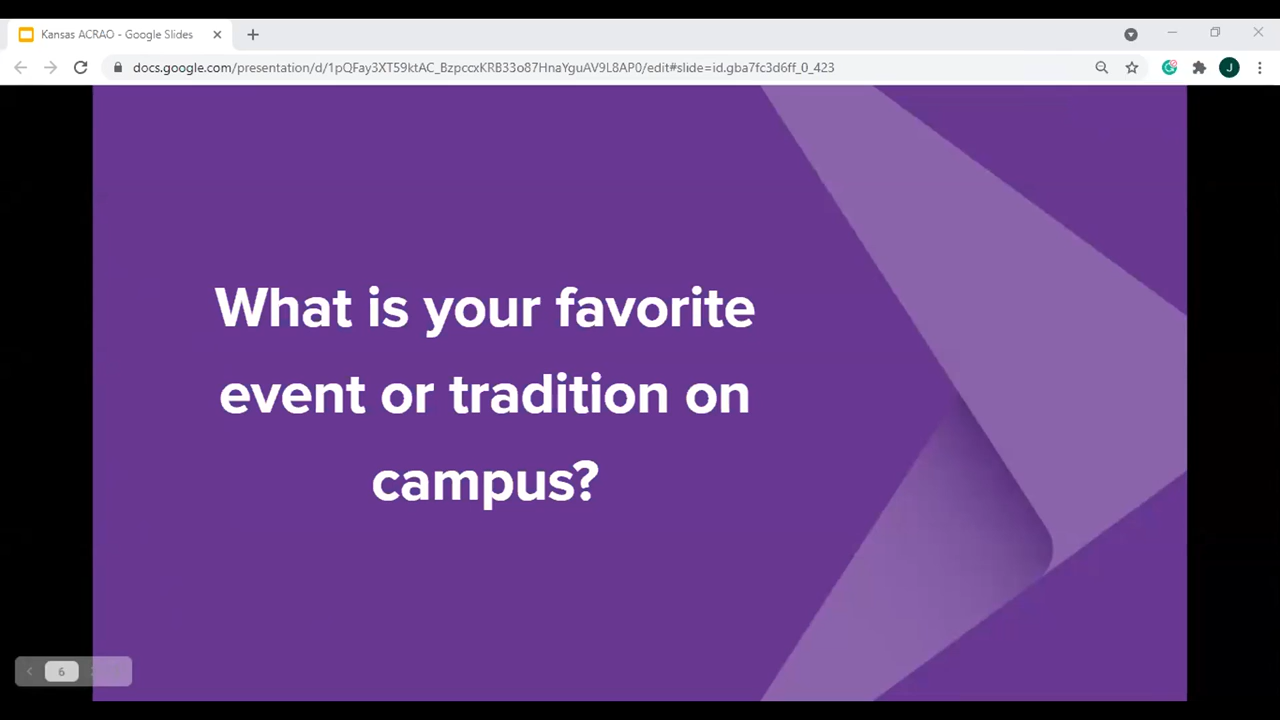 Kansas ACRAO - Google Slides
docs.google.com/presentation/d/1pQFay3XT59ktAC_BzpccxKRB33o87HnaYguAV9L8AP0/edit#slide=id.gba7fc3d6ff_0_423
J
What is your favorite
event or tradition on
campus?
6